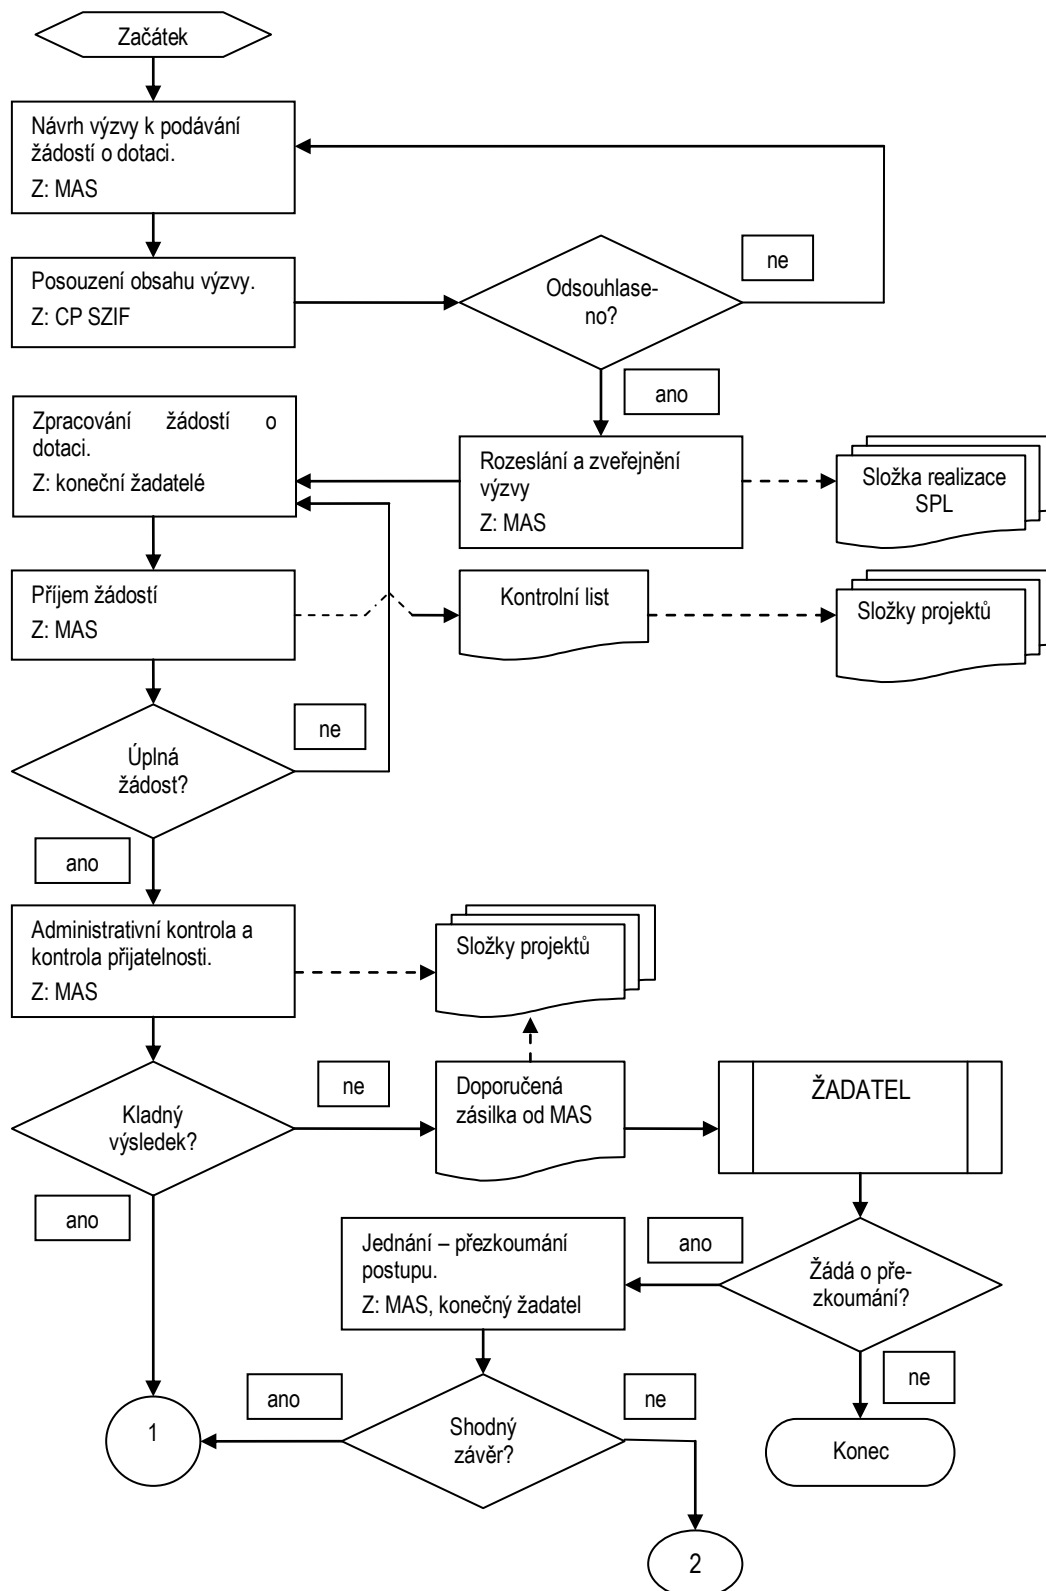 Začátek
Návrh výzvy k podávání
žádostí o dotaci.
Z: MAS
Posouzení obsahu výzvy.
Z: CP SZIF
Odsouhlase-
no?
ne
ano
Zpracování žádostí o
dotaci.
Z: koneční žadatelé
Rozeslání a zveřejnění
výzvy
Z: MAS
Složka realizace
SPL
Příjem žádostí
Z: MAS
Kontrolní list
Složky projektů
Úplná
žádost?
ne
ano
Administrativní kontrola a
kontrola přijatelnosti.
Z: MAS
Složky projektů
Kladný
výsledek?
ne
Doporučená
zásilka od MAS
ŽADATEL
ano
Jednání – přezkoumání
postupu.
Z: MAS, konečný žadatel
ano
Žádá o pře-
zkoumání?
ne
ano
Shodný
závěr?
ne
1
Konec
2